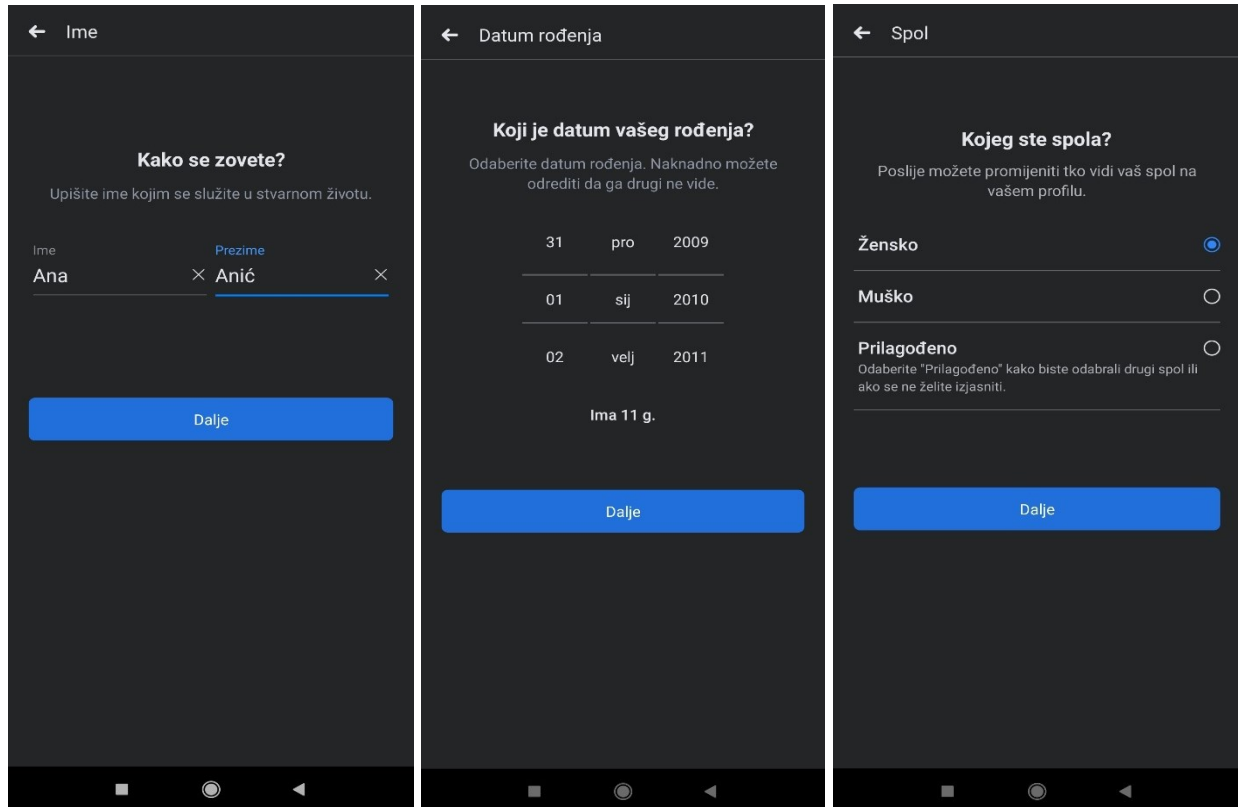 Ime
Kako se zovete?
Upišite ime kojim se služite u stvarnom životu.
Ime Prezime
Ana Anić
Dalje
Datum rođenja
Koji je datum vašeg rođenja?
Odaberite datum rođenja. Naknadno možete
odrediti da ga drugi ne vide.
31 pro 2009
01 sij 2010
02 velj 2011
Ima 11 g.
Dalje
Spol
Kojeg ste spola?
Poslije možete promijeniti tko vidi vaš spol na
vašem profilu.
Žensko
Muško
Prilagođeno
Odaberite "Prilagođeno" kako biste odabrali drugi spol ili
ako se ne želite izjasniti.
Dalje